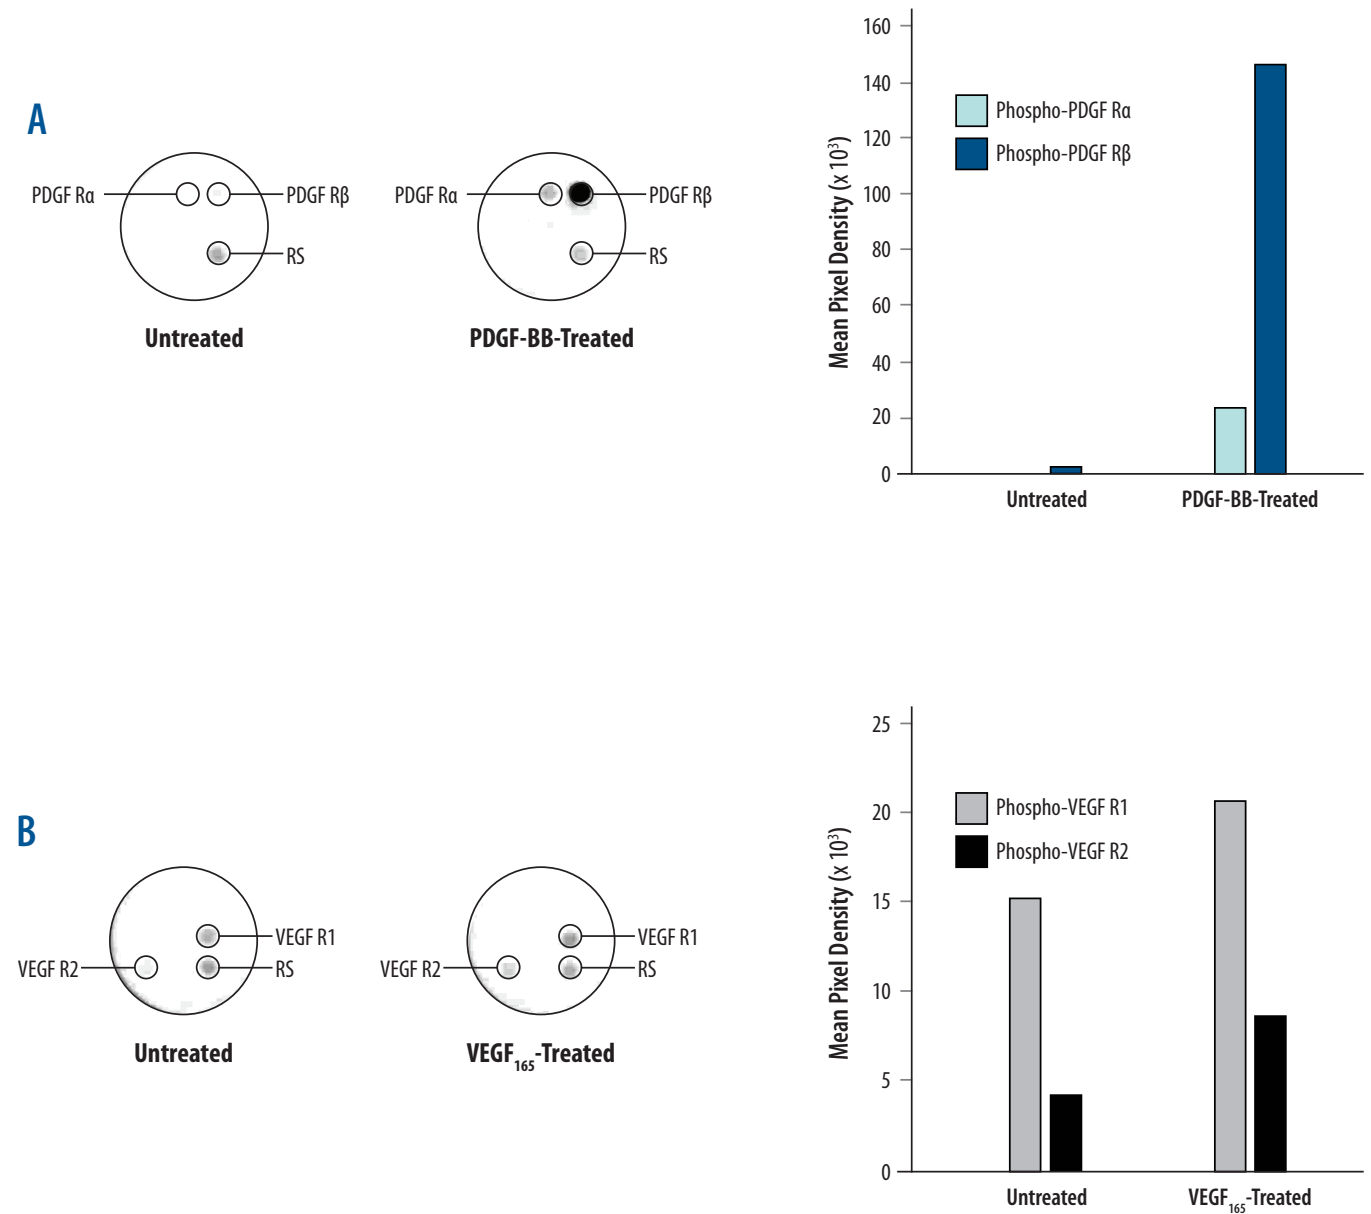 A
PDGF Rα
PDGF Rβ
RS
Untreated
PDGF Rα
PDGF Rβ
RS
PDGF-BB-Treated
Mean Pixel Density (x 10³)
160
140
120
100
80
60
40
20
0
Phospho-PDGF Rα
Phospho-PDGF Rβ
Untreated
PDGF-BB-Treated
B
VEGF R1
VEGF R2
RS
Untreated
VEGF R1
VEGF R2
RS
VEGF₁₆₅-Treated
Mean Pixel Density (x 10³)
25
20
15
10
5
0
Phospho-VEGF R1
Phospho-VEGF R2
Untreated
VEGF₁₆₅-Treated